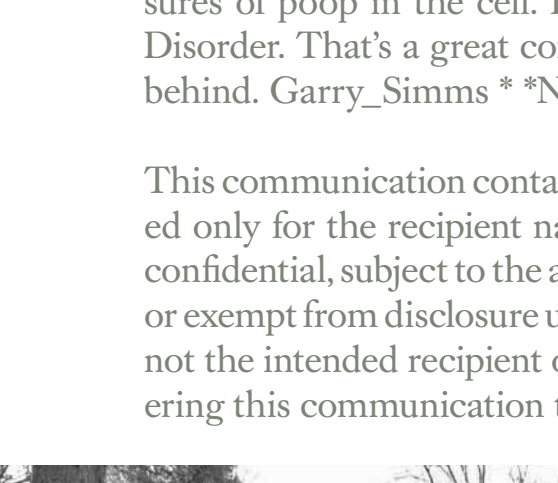 sures of poop in the cell.
Disorder. That’s a great co
behind. Garry_Simms * *N
This communication conta
ed only for the recipient na
confidential, subject to the a
or exempt from disclosure u
not the intended recipient o
ering this communication t